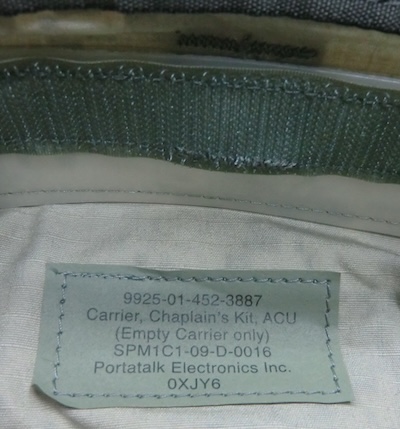 9925-01-452-3887
Carrier, Chaplain's Kit, ACU
(Empty Carrier only)
SPM1C1-09-D-0016
Portatalk Electronics Inc.
0XJY6